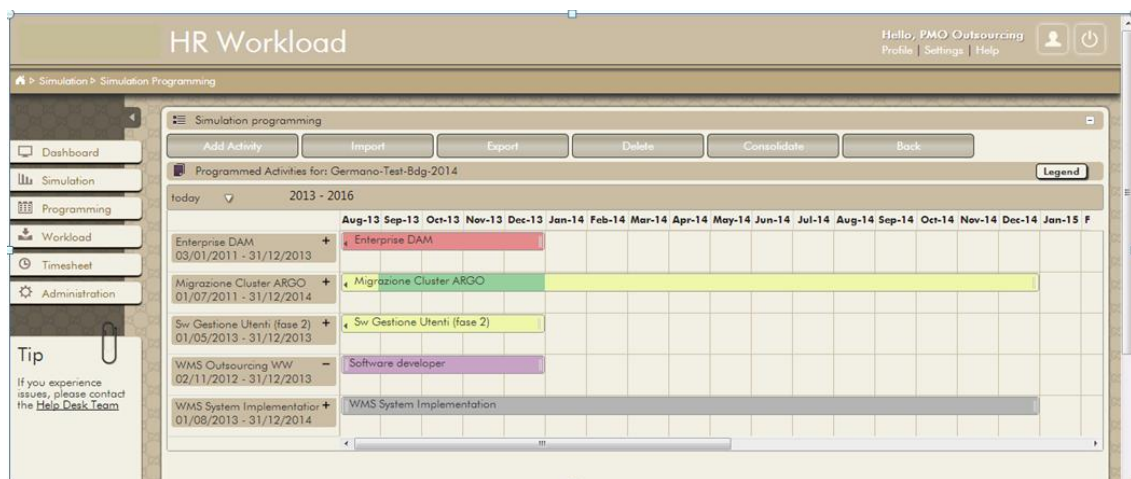 HR Workload
Hello, PMO Outsourcing
Profile | Settings | Help
Simulation Simulation Programming
Simulation programming
Add Activity Import Export Delete Consolidate Back
Programmed Activities for: Germano-Test-Bdg-2014
Legend
today 2013 - 2016
Aug-13 Sep-13 Oct-13 Nov-13 Dec-13 Jan-14 Feb-14 Mar-14 Apr-14 May-14 Jun-14 Jul-14 Aug-14 Sep-14 Oct-14 Nov-14 Dec-14 Jan-15 F
Enterprise DAM +
03/01/2011 - 31/12/2013
Enterprise DAM
Migrazione Cluster ARGO +
01/07/2011 - 31/12/2014
Migrazione Cluster ARGO
Sw Gestione Utenti (fase 2) +
01/05/2013 - 31/12/2013
Sw Gestione Utenti (fase 2)
WMS Outsourcing WW -
02/11/2012 - 31/12/2013
Software developer
WMS System Implementatior +
01/08/2013 - 31/12/2014
WMS System Implementation
Dashboard
Simulation
Programming
Workload
Timesheet
Administration
Tip
If you experience
issues, please contact
the Help Desk Team